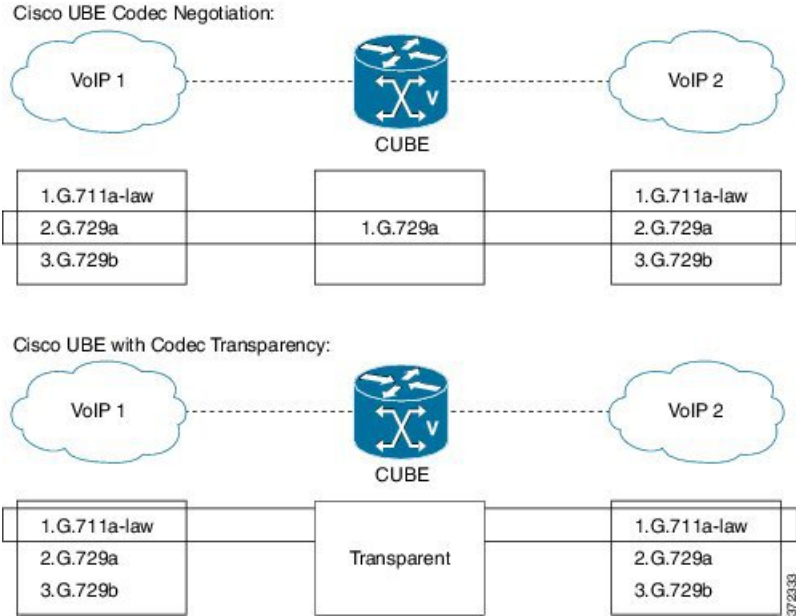 Cisco UBE Codec Negotiation:
VoIP 1
V
VoIP 2
CUBE
1.G.711a-law
2.G.729a
3.G.729b
1.G.729a
1.G.711a-law
2.G.729a
3.G.729b
Cisco UBE with Codec Transparency:
VoIP 1
V
VoIP 2
CUBE
1.G.711a-law
2.G.729a
3.G.729b
Transparent
1.G.711a-law
2.G.729a
3.G.729b
372333